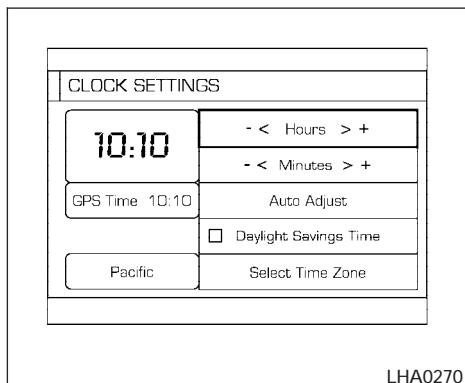 CLOCK SETTINGS
10:10
- < Hours > +
- < Minutes > +
GPS Time 10:10
Auto Adjust
Daylight Savings Time
Pacific
Select Time Zone
LHA0270